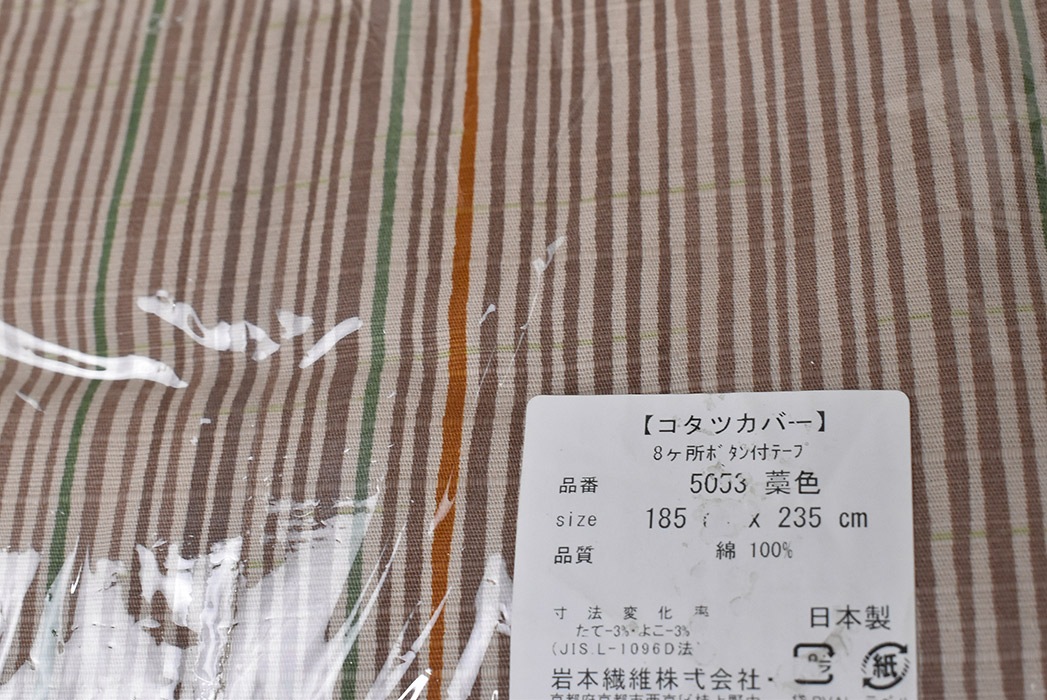 【コタツカバー】
8ヶ所ボタン付テープ
品番 5053 藁色
size 185 x 235 cm
品質 綿 100%
寸法変化率
たて-3%・よこ-3%
(JIS.L-1096D法
日本製
プラ
紙
岩本繊維株式会社・